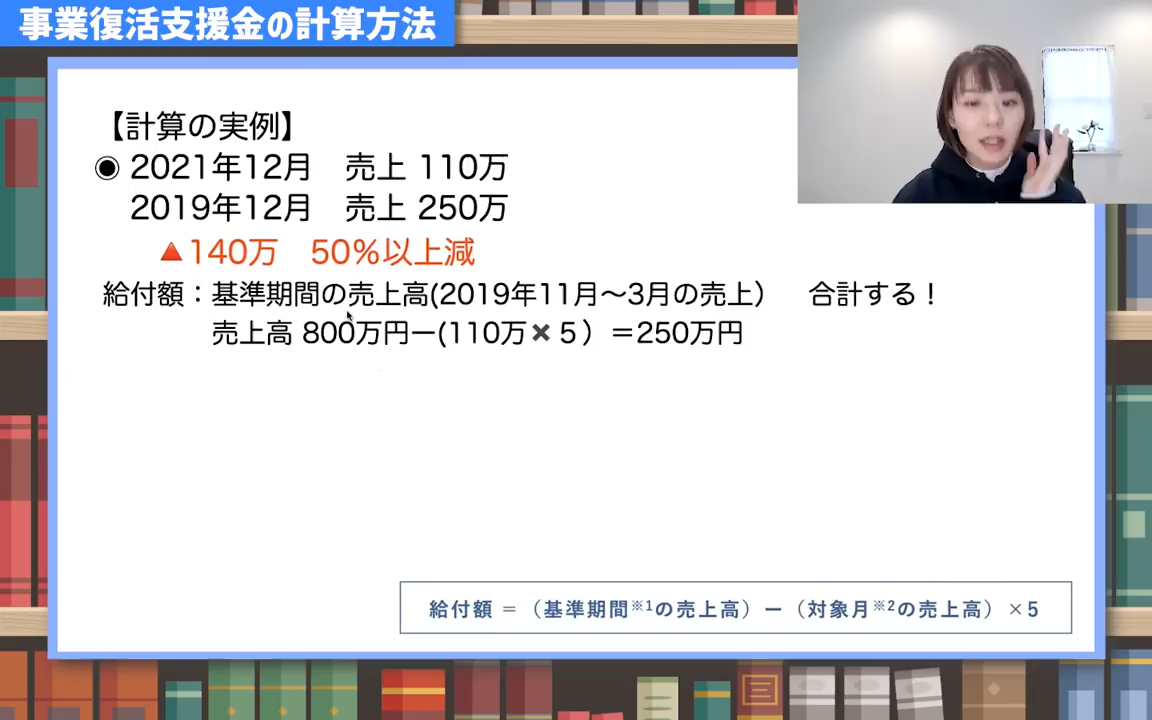 事業復活支援金の計算方法
【計算の実例】
◉ 2021年12月　売上 110万
2019年12月　売上 250万
🔺140万　50%以上減
給付額：基準期間の売上高(2019年11月〜3月の売上）　合計する！
売上高 800万円ー(110万✖️５）＝250万円
給付額 ＝（基準期間※1の売上高）ー（対象月※2の売上高）×5